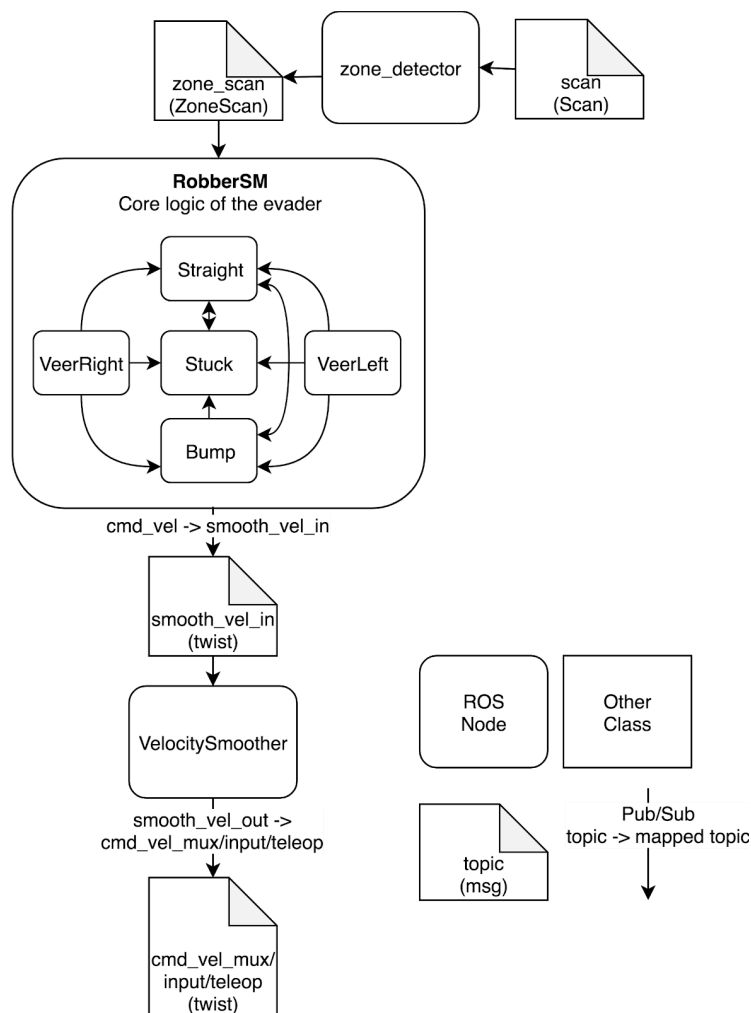 zone_scan
(ZoneScan)
zone_detector
scan
(Scan)
RobberSM
Core logic of the evader
Straight
VeerRight
Stuck
VeerLeft
Bump
cmd_vel -> smooth_vel_in
smooth_vel_in
(twist)
VelocitySmoother
smooth_vel_out ->
cmd_vel_mux/input/teleop
cmd_vel_mux/
input/teleop
(twist)
ROS
Node
Other
Class
topic
(msg)
Pub/Sub
topic -> mapped topic